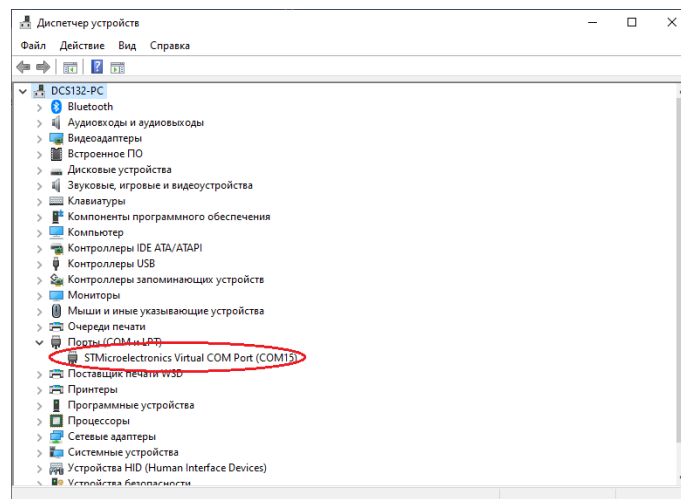 Диспетчер устройств
Файл Действие Вид Справка
DCS132-PC
Bluetooth
Аудиовходы и аудиовыходы
Видеоадаптеры
Встроенное ПО
Дисковые устройства
Звуковые, игровые и видеоустройства
Клавиатуры
Компоненты программного обеспечения
Компьютер
Контроллеры IDE ATA/ATAPI
Контроллеры USB
Контроллеры запоминающих устройств
Мониторы
Мыши и иные указывающие устройства
Очереди печати
Порты (COM и LPT)
STMicroelectronics Virtual COM Port (COM15)
Поставщик печати WSD
Принтеры
Программные устройства
Процессоры
Сетевые адаптеры
Системные устройства
Устройства HID (Human Interface Devices)
Устройства безопасности